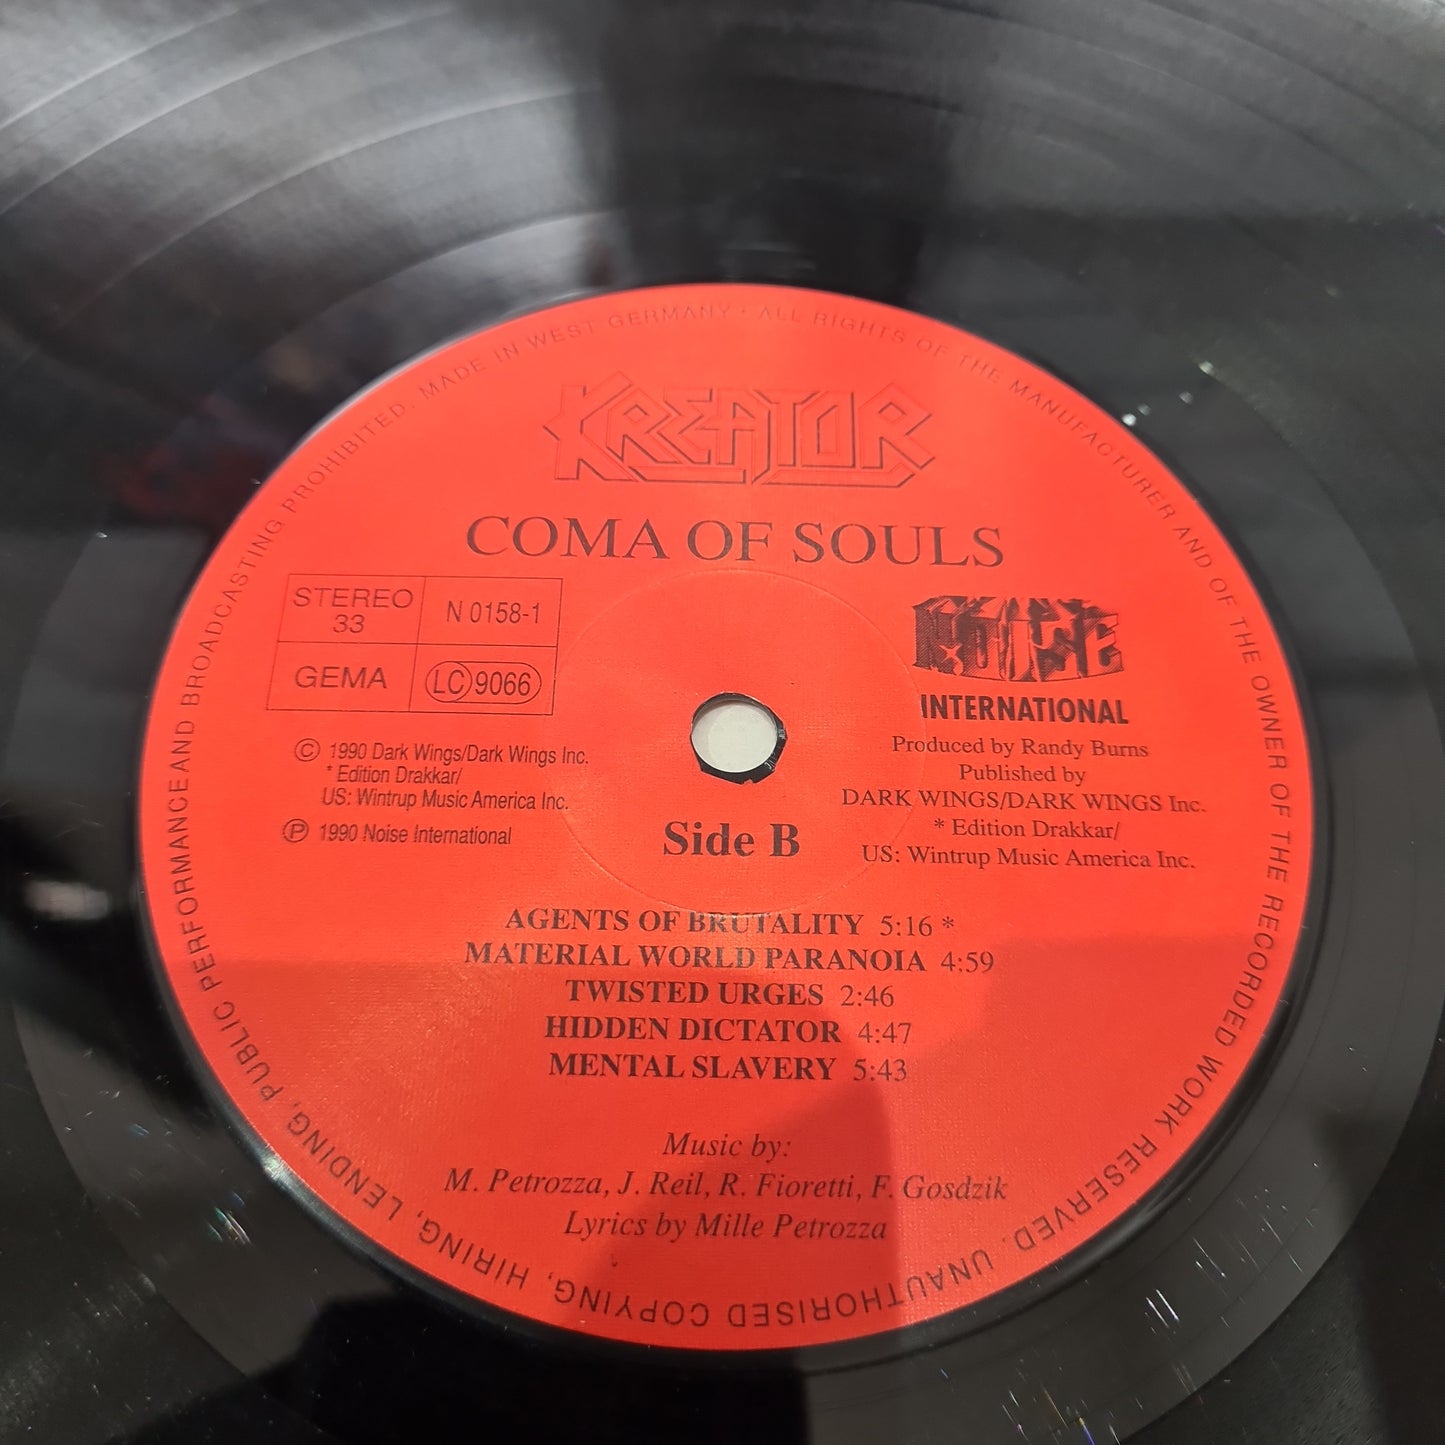 MADE IN WEST GERMANY · ALL RIGHTS OF THE MANUFACTURER AND OF THE OWNER OF THE RECORDED WORK RESERVED. UNAUTHORISED COPYING, HIRING, LENDING, PUBLIC PERFORMANCE AND BROADCASTING PROHIBITED.
KREATOR
COMA OF SOULS
STEREO
33
N 0158-1
GEMA
LC 9066
NOISE
INTERNATIONAL
© 1990 Dark Wings/Dark Wings Inc.
* Edition Drakkar/
US: Wintrup Music America Inc.
℗ 1990 Noise International
Produced by Randy Burns
Published by
DARK WINGS/DARK WINGS Inc.
* Edition Drakkar/
US: Wintrup Music America Inc.
Side B
AGENTS OF BRUTALITY 5:16 *
MATERIAL WORLD PARANOIA 4:59
TWISTED URGES 2:46
HIDDEN DICTATOR 4:47
MENTAL SLAVERY 5:43
Music by:
M. Petrozza, J. Reil, R. Fioretti, F. Gosdzik
Lyrics by Mille Petrozza